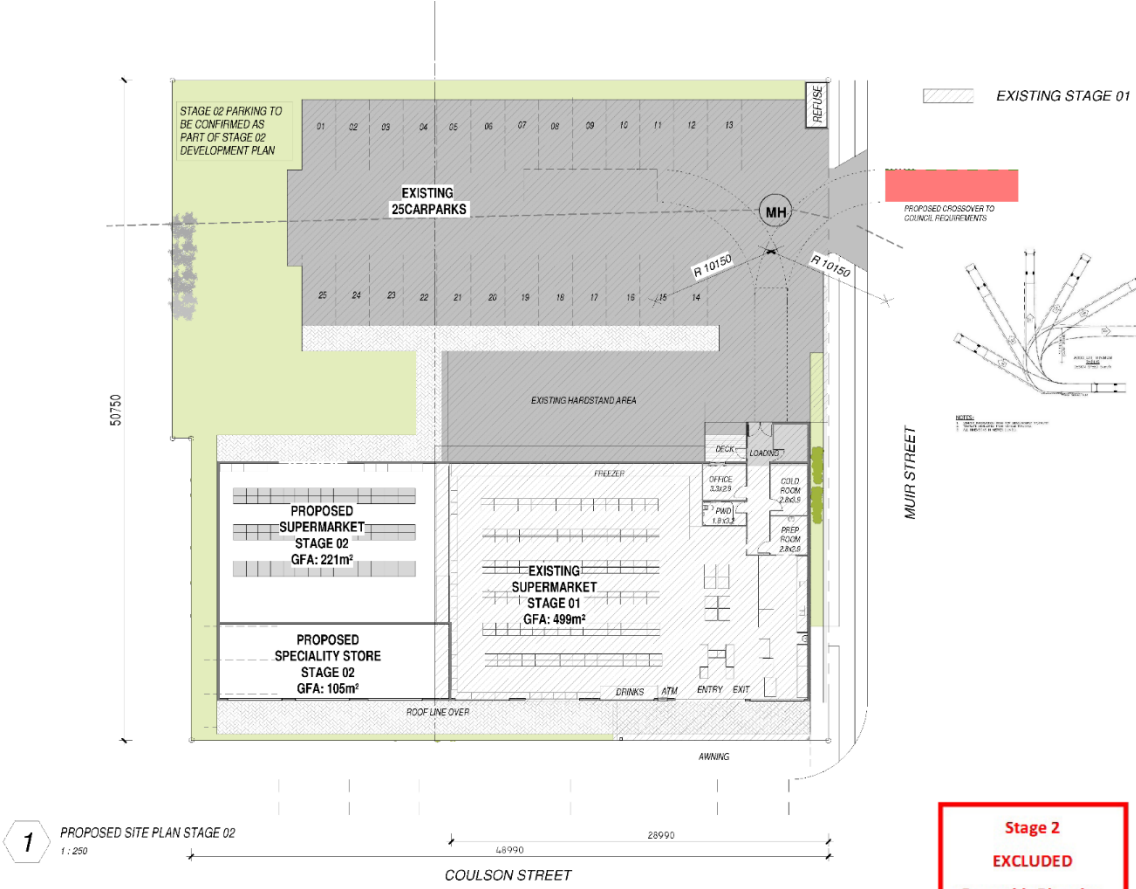 REFUSE
EXISTING STAGE 01
STAGE 02 PARKING TO
BE CONFIRMED AS
PART OF STAGE 02
DEVELOPMENT PLAN
01 02 03 04 05 06 07 08 09 10 11 12 13
EXISTING
25CARPARKS
MH
PROPOSED CROSSOVER TO
COUNCIL REQUIREMENTS
R 10150
R 10150
25 24 23 22 21 20 19 18 17 16 15 14
50750
EXISTING HARDSTAND AREA
NOTES:
MUIR STREET
DECK
LOADING
FREEZER
OFFICE
COLD
ROOM
PWD
PREP
ROOM
PROPOSED
SUPERMARKET
STAGE 02
GFA: 221m²
EXISTING
SUPERMARKET
STAGE 01
GFA: 499m²
PROPOSED
SPECIALITY STORE
STAGE 02
GFA: 105m²
DRINKS ATM ENTRY EXIT
ROOF LINE OVER
AWNING
1 PROPOSED SITE PLAN STAGE 02
1 : 250
28990
48990
COULSON STREET
Stage 2
EXCLUDED